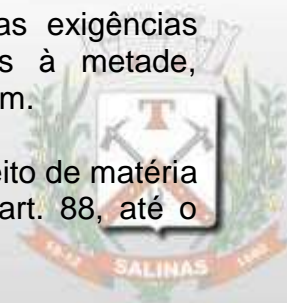 as exigências
s à metade,
m.
eito de matéria
art. 88, até o
T
SALINAS